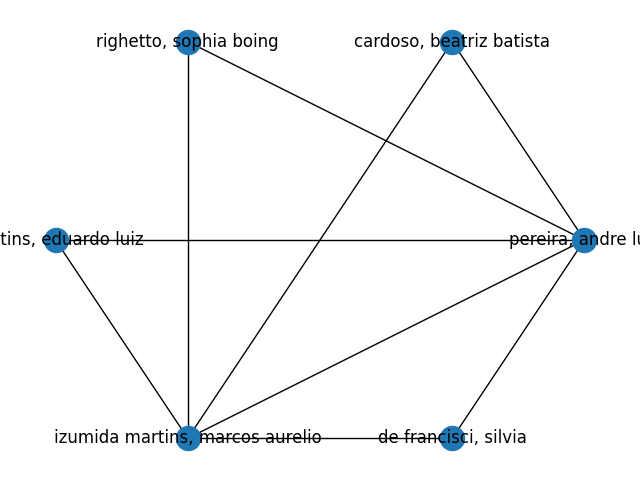 righetto, sophia boing
cardoso, beatriz batista
tins, eduardo luiz
pereira, andre lu
izumida martins, marcos aurelio
de francisci, silvia